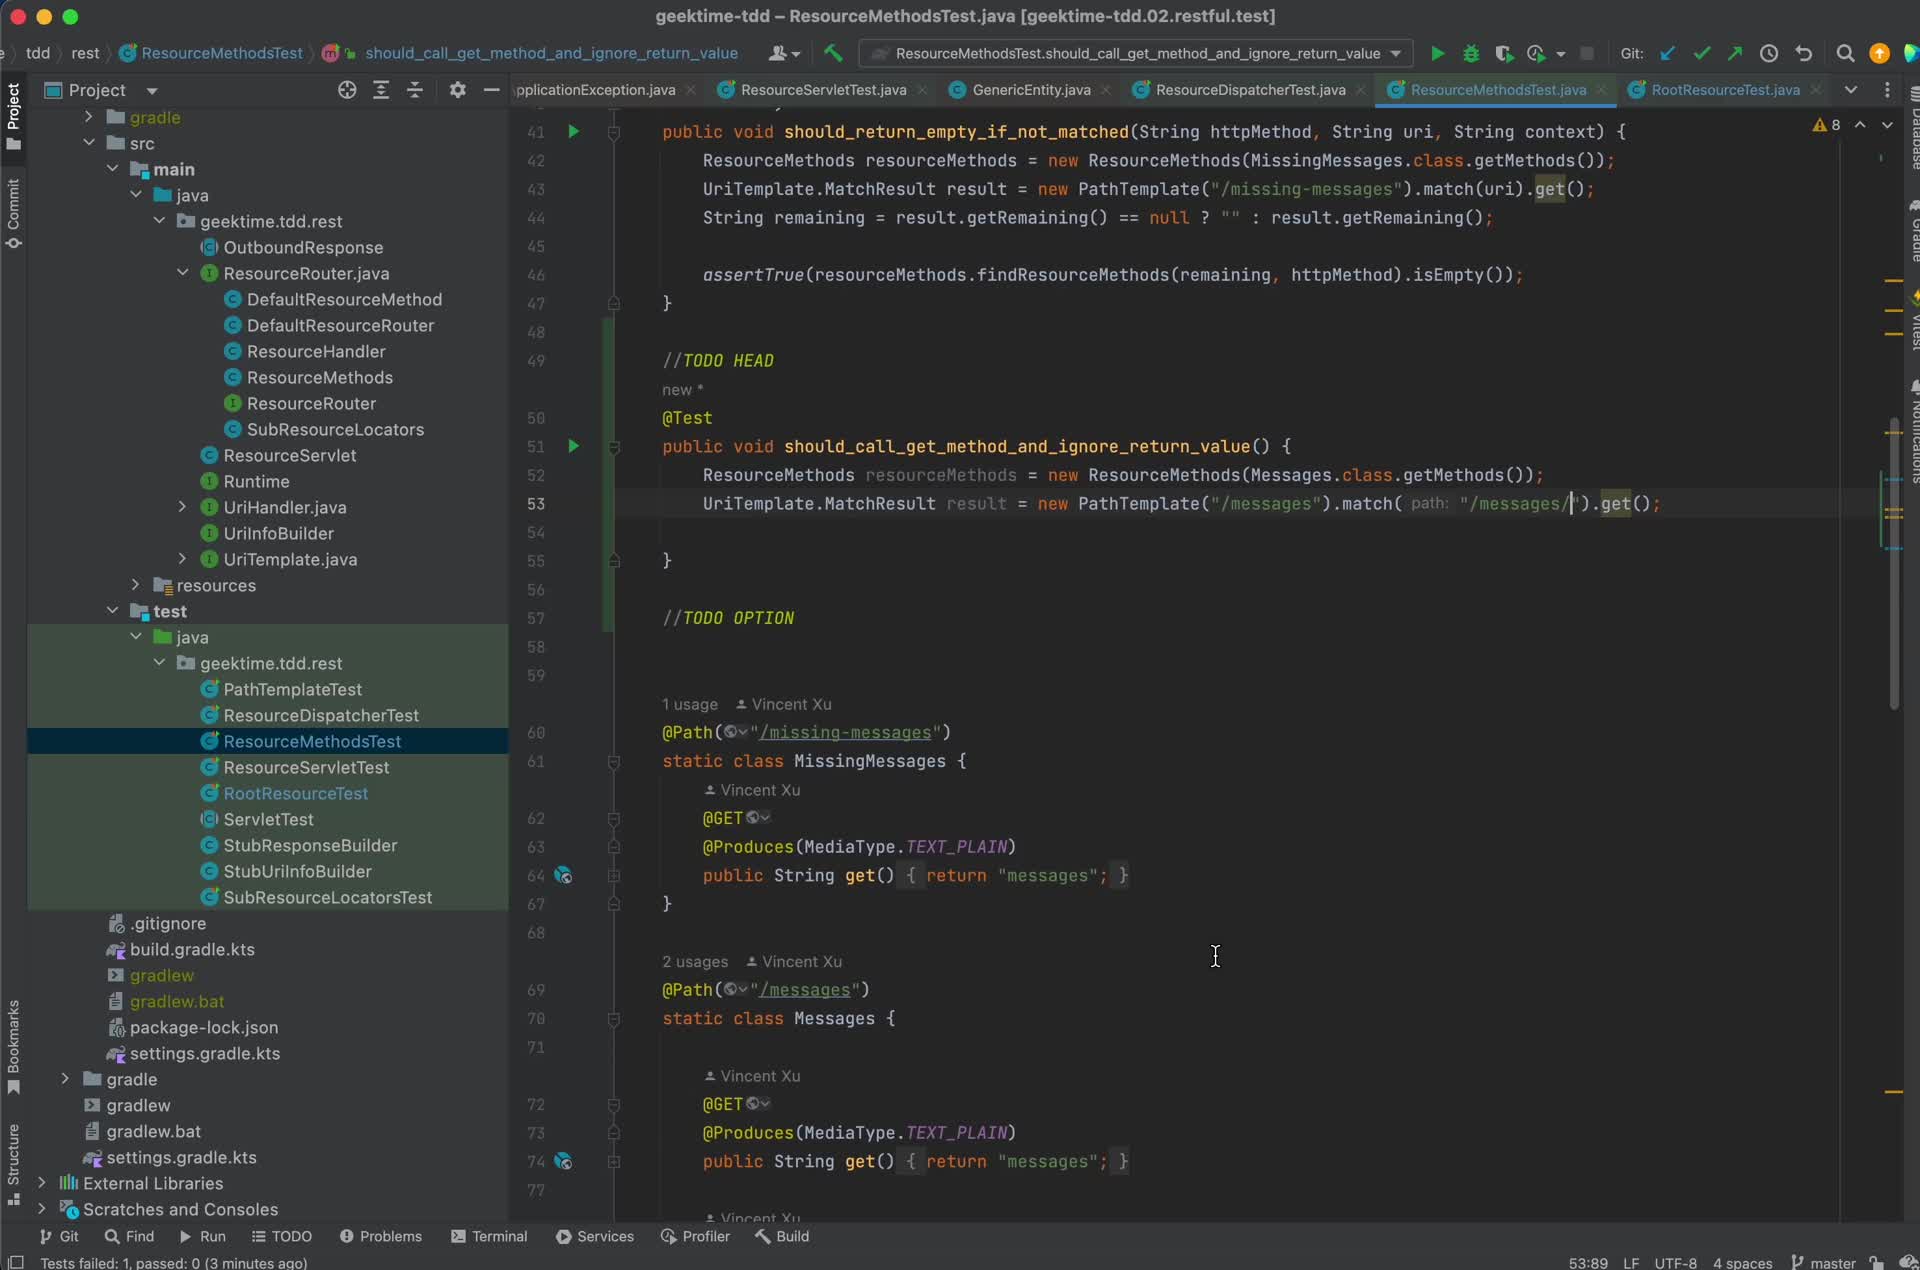 geektime-tdd – ResourceMethodsTest.java [geektime-tdd.02.restful.test]
tdd rest ResourceMethodsTest should_call_get_method_and_ignore_return_value ResourceMethodsTest.should_call_get_method_and_ignore_return_value Git:
Project pplicationException.java ResourceServletTest.java GenericEntity.java ResourceDispatcherTest.java ResourceMethodsTest.java RootResourceTest.java
Project
Commit
Bookmarks
Structure
gradle
src
main
java
geektime.tdd.rest
OutboundResponse
ResourceRouter.java
DefaultResourceMethod
DefaultResourceRouter
ResourceHandler
ResourceMethods
ResourceRouter
SubResourceLocators
ResourceServlet
Runtime
UriHandler.java
UriInfoBuilder
UriTemplate.java
resources
test
java
geektime.tdd.rest
PathTemplateTest
ResourceDispatcherTest
ResourceMethodsTest
ResourceServletTest
RootResourceTest
ServletTest
StubResponseBuilder
StubUriInfoBuilder
SubResourceLocatorsTest
.gitignore
build.gradle.kts
gradlew
gradlew.bat
package-lock.json
settings.gradle.kts
gradle
gradlew
gradlew.bat
settings.gradle.kts
External Libraries
Scratches and Consoles
41 public void should_return_empty_if_not_matched(String httpMethod, String uri, String context) { 8
42 ResourceMethods resourceMethods = new ResourceMethods(MissingMessages.class.getMethods());
43 UriTemplate.MatchResult result = new PathTemplate("/missing-messages").match(uri).get();
44 String remaining = result.getRemaining() == null ? "" : result.getRemaining();
45
46 assertTrue(resourceMethods.findResourceMethods(remaining, httpMethod).isEmpty());
47 }
48
49 //TODO HEAD
new *
50 @Test
51 public void should_call_get_method_and_ignore_return_value() {
52 ResourceMethods resourceMethods = new ResourceMethods(Messages.class.getMethods());
53 UriTemplate.MatchResult result = new PathTemplate("/messages").match( path: "/messages/").get();
54
55 }
56
57 //TODO OPTION
58
59
1 usage Vincent Xu
60 @Path("/missing-messages")
61 static class MissingMessages {
Vincent Xu
62 @GET
63 @Produces(MediaType.TEXT_PLAIN)
64 public String get() { return "messages"; }
67 }
68
2 usages Vincent Xu
69 @Path("/messages")
70 static class Messages {
71
Vincent Xu
72 @GET
73 @Produces(MediaType.TEXT_PLAIN)
74 public String get() { return "messages"; }
77
Vincent Xu
Database
Gradle
Vitest
Notifications
Git Find Run TODO Problems Terminal Services Profiler Build
Tests failed: 1, passed: 0 (3 minutes ago) 53:89 LF UTF-8 4 spaces master